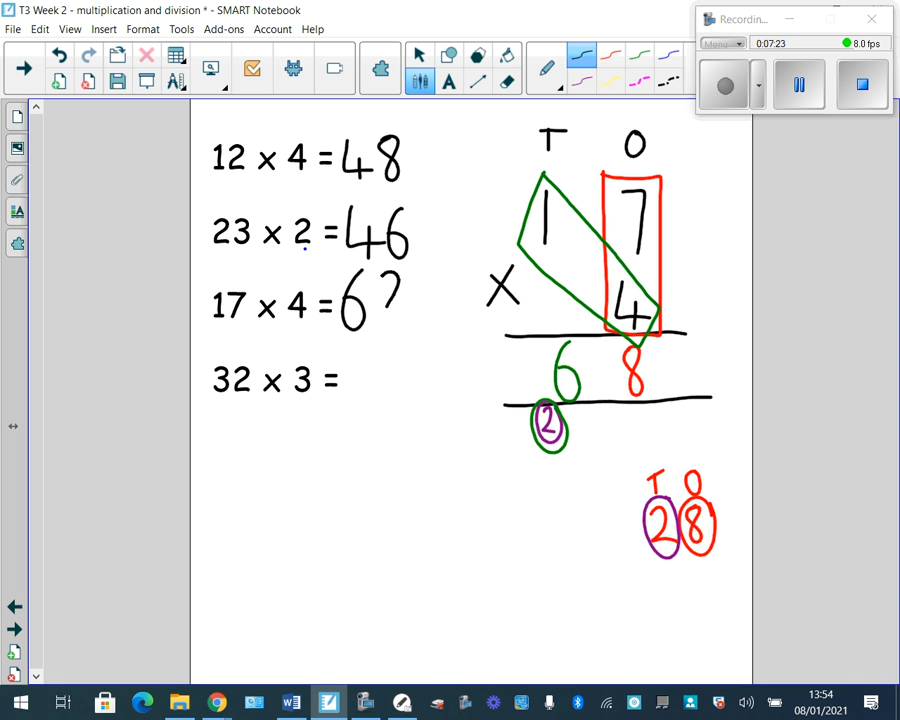 T3 Week 2 - multiplication and division * - SMART Notebook
File Edit View Insert Format Tools Add-ons Account Help
Recordin...
Menu
0:07:23
8.0 fps
12 x 4 = 48
23 x 2 = 46
17 x 4 = 6
32 x 3 =
T O
1 7
X 4
6 8
2
T O
2 8
13:54
08/01/2021